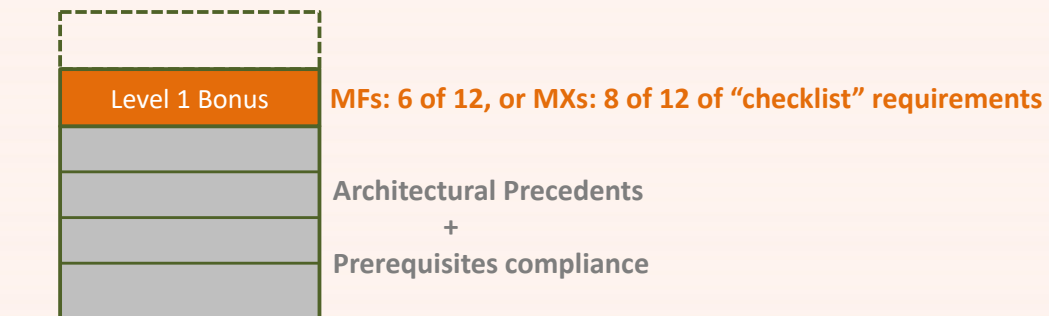 Level 1 Bonus
MFs: 6 of 12, or MXs: 8 of 12 of “checklist” requirements
Architectural Precedents
+
Prerequisites compliance